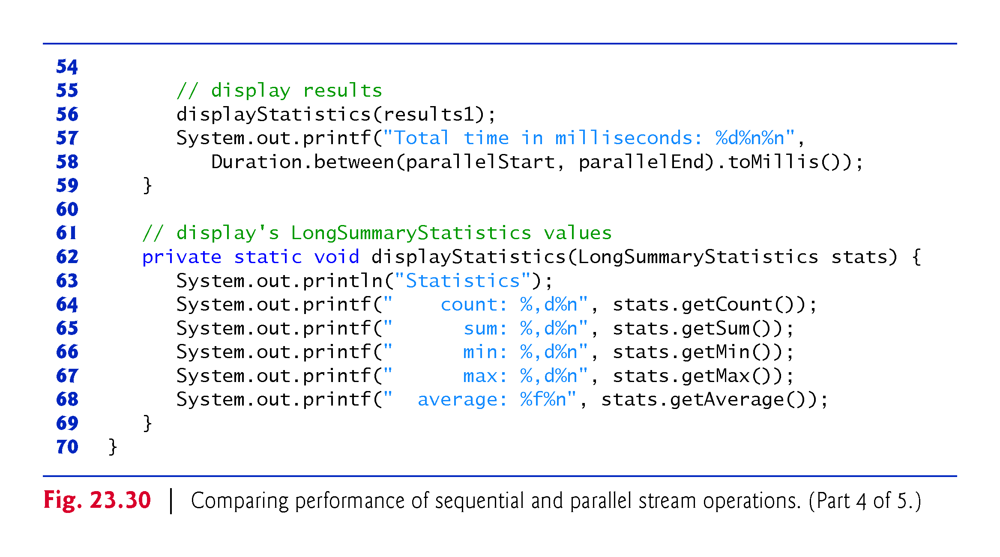 54
55 // display results
56 displayStatistics(results1);
57 System.out.printf("Total time in milliseconds: %d%n%n",
58 Duration.between(parallelStart, parallelEnd).toMillis());
59 }
60
61 // display's LongSummaryStatistics values
62 private static void displayStatistics(LongSummaryStatistics stats) {
63 System.out.println("Statistics");
64 System.out.printf("    count: %,d%n", stats.getCount());
65 System.out.printf("      sum: %,d%n", stats.getSum());
66 System.out.printf("      min: %,d%n", stats.getMin());
67 System.out.printf("      max: %,d%n", stats.getMax());
68 System.out.printf("  average: %f%n", stats.getAverage());
69 }
70 }
Fig. 23.30 | Comparing performance of sequential and parallel stream operations. (Part 4 of 5.)